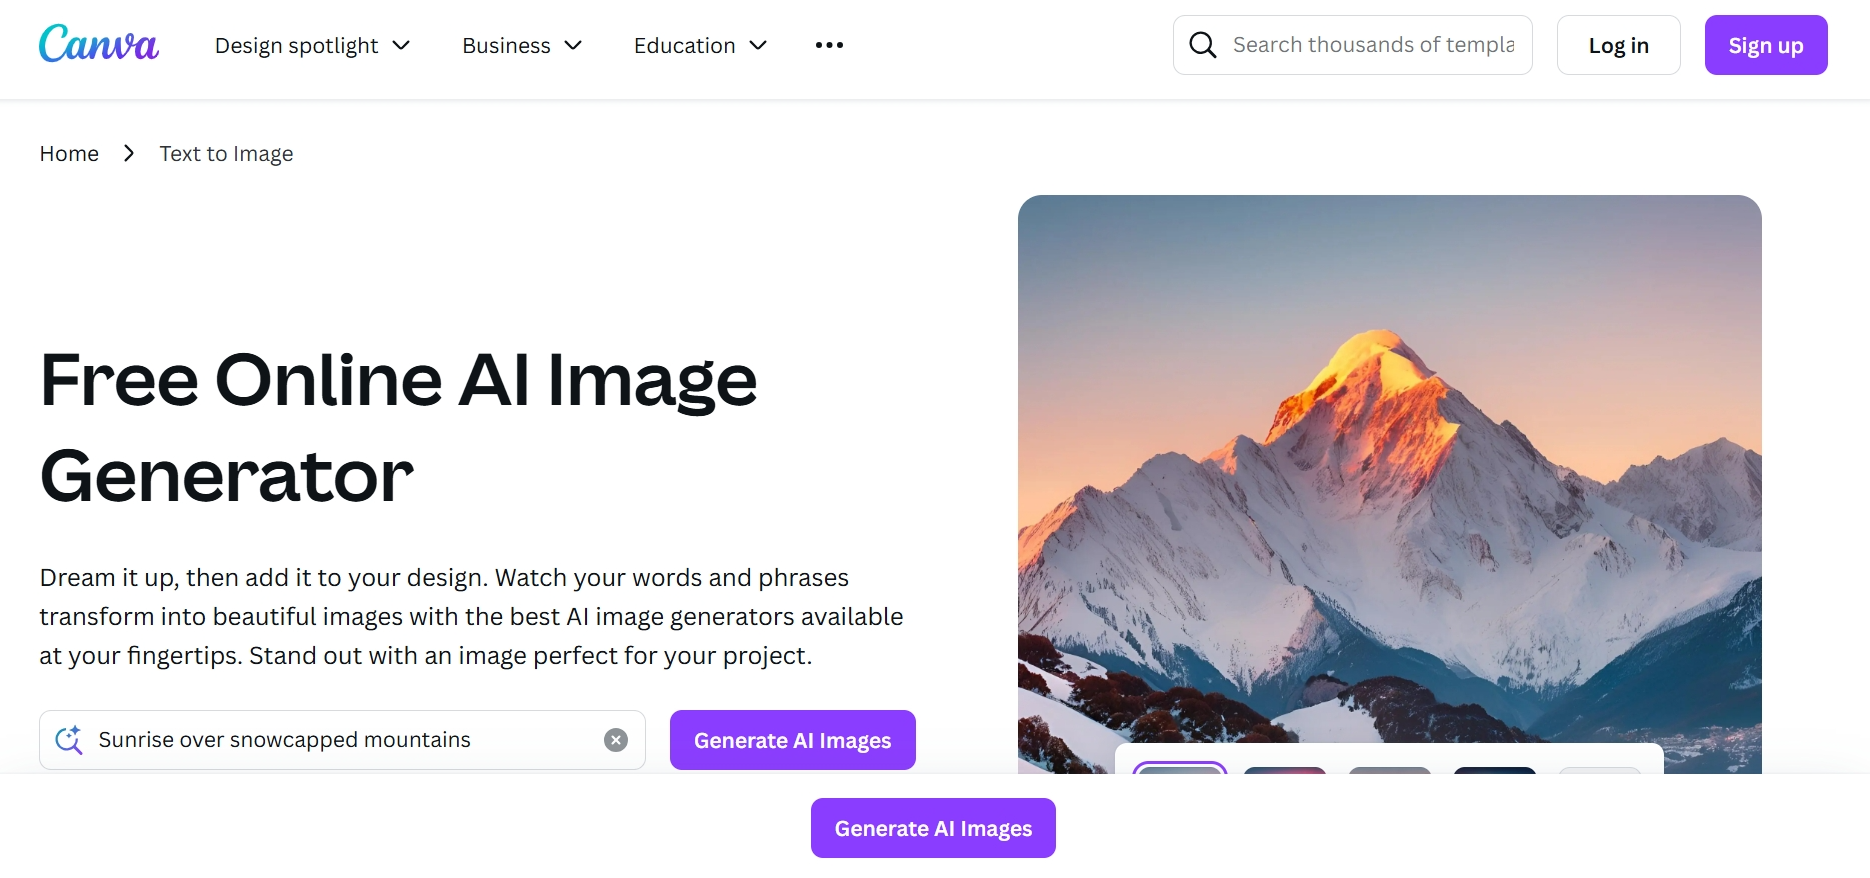 Canva
Design spotlight
Business
Education
Search thousands of templa
Log in
Sign up
Home
Text to Image
Free Online AI Image
Generator
Dream it up, then add it to your design. Watch your words and phrases
transform into beautiful images with the best AI image generators available
at your fingertips. Stand out with an image perfect for your project.
Sunrise over snowcapped mountains
Generate AI Images
Generate AI Images